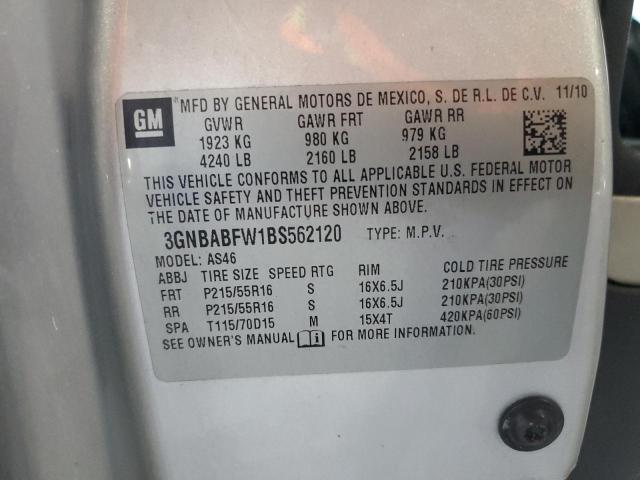 GM
MFD BY GENERAL MOTORS DE MEXICO, S. DE R.L. DE C.V. 11/10
GVWR GAWR FRT GAWR RR
1923 KG 980 KG 979 KG
4240 LB 2160 LB 2158 LB
THIS VEHICLE CONFORMS TO ALL APPLICABLE U.S. FEDERAL MOTOR
VEHICLE SAFETY AND THEFT PREVENTION STANDARDS IN EFFECT ON
THE DATE OF MANUFACTURE SHOWN ABOVE.
3GNBABFW1BS562120 TYPE: M.P.V.
MODEL: AS46
ABBJ TIRE SIZE SPEED RTG RIM COLD TIRE PRESSURE
FRT P215/55R16 S 16X6.5J 210KPA(30PSI)
RR P215/55R16 S 16X6.5J 210KPA(30PSI)
SPA T115/70D15 M 15X4T 420KPA(60PSI)
SEE OWNER'S MANUAL i FOR MORE INFORMATION.